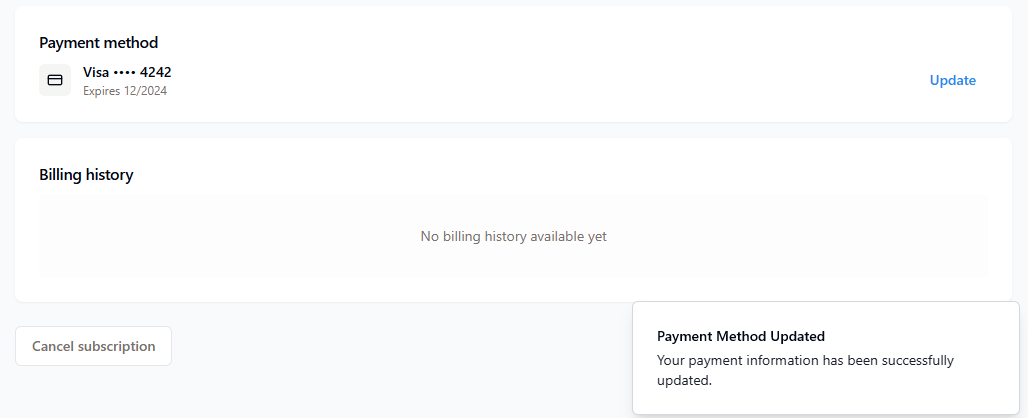 Payment method
Visa •••• 4242
Expires 12/2024
Update
Billing history
No billing history available yet
Cancel subscription
Payment Method Updated
Your payment information has been successfully
updated.